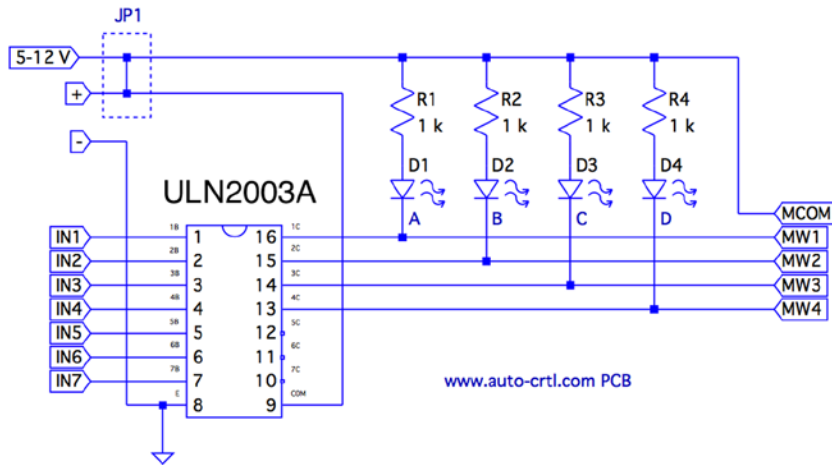 JP1
5-12 V
+
-
R1
1 k
R2
1 k
R3
1 k
R4
1 k
D1
A
D2
B
D3
C
D4
D
ULN2003A
MCOM
IN1 1B 1 16 1C MW1
IN2 2B 2 15 2C MW2
IN3 3B 3 14 3C MW3
IN4 4B 4 13 4C MW4
IN5 5B 5 12 5C
IN6 6B 6 11 6C
IN7 7B 7 10 7C
E 8 9 COM
www.auto-crtl.com PCB